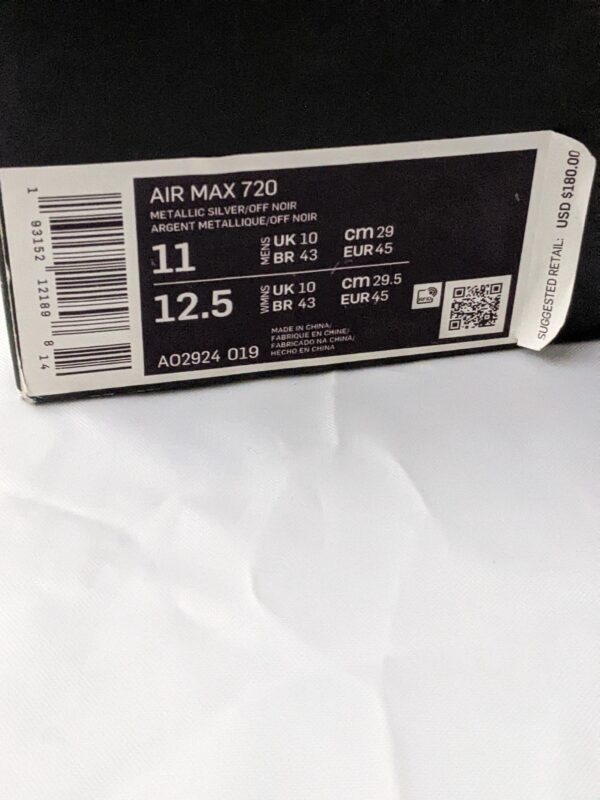 AIR MAX 720
METALLIC SILVER/OFF NOIR
ARGENT METALLIQUE/OFF NOIR
11 MENS UK 10 cm 29
BR 43 EUR 45
12.5 WMNS UK 10 cm 29.5
BR 43 EUR 45
AO2924 019
MADE IN CHINA/
FABRIQUE EN CHINE/
FABRICADO NA CHINA/
HECHO EN CHINA
1 93152 12189 8 14
SUGGESTED RETAIL: USD $180.00